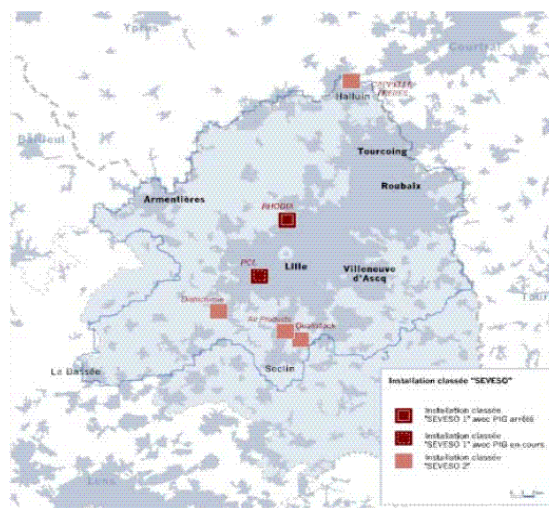 Ypres
Courtrai
Halluin
Bailleul
Tourcoing
Roubaix
Armentières
RHODIA
PCL
Lille
Villeneuve
d'Ascq
Air Products
Seclin
La Bassée
Lens
Installation classée "SEVESO"
Installation classée
"SEVESO 1" avec PIG arrêté
Installation classée
"SEVESO 1" avec PIG en cours
Installation classée
"SEVESO 2"